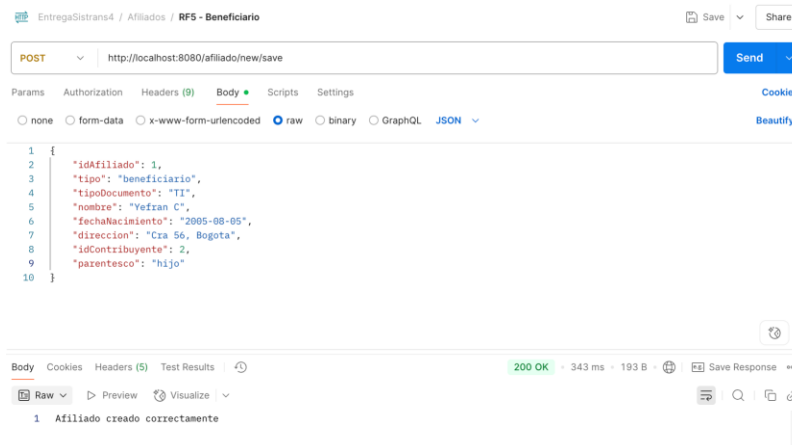 EntregaSistrans4 / Afiliados / RF5 - Beneficiario Save Share
POST http://localhost:8080/afiliado/new/save Send
Params Authorization Headers (9) Body Scripts Settings Cookie
none form-data x-www-form-urlencoded raw binary GraphQL JSON Beautify
1 {
2 "idAfiliado": 1,
3 "tipo": "beneficiario",
4 "tipoDocumento": "TI",
5 "nombre": "Yefran C",
6 "fechaNacimiento": "2005-08-05",
7 "direccion": "Cra 56, Bogota",
8 "idContribuyente": 2,
9 "parentesco": "hijo"
10 }
Body Cookies Headers (5) Test Results 200 OK 343 ms 193 B Save Response
Raw Preview Visualize
1 Afiliado creado correctamente